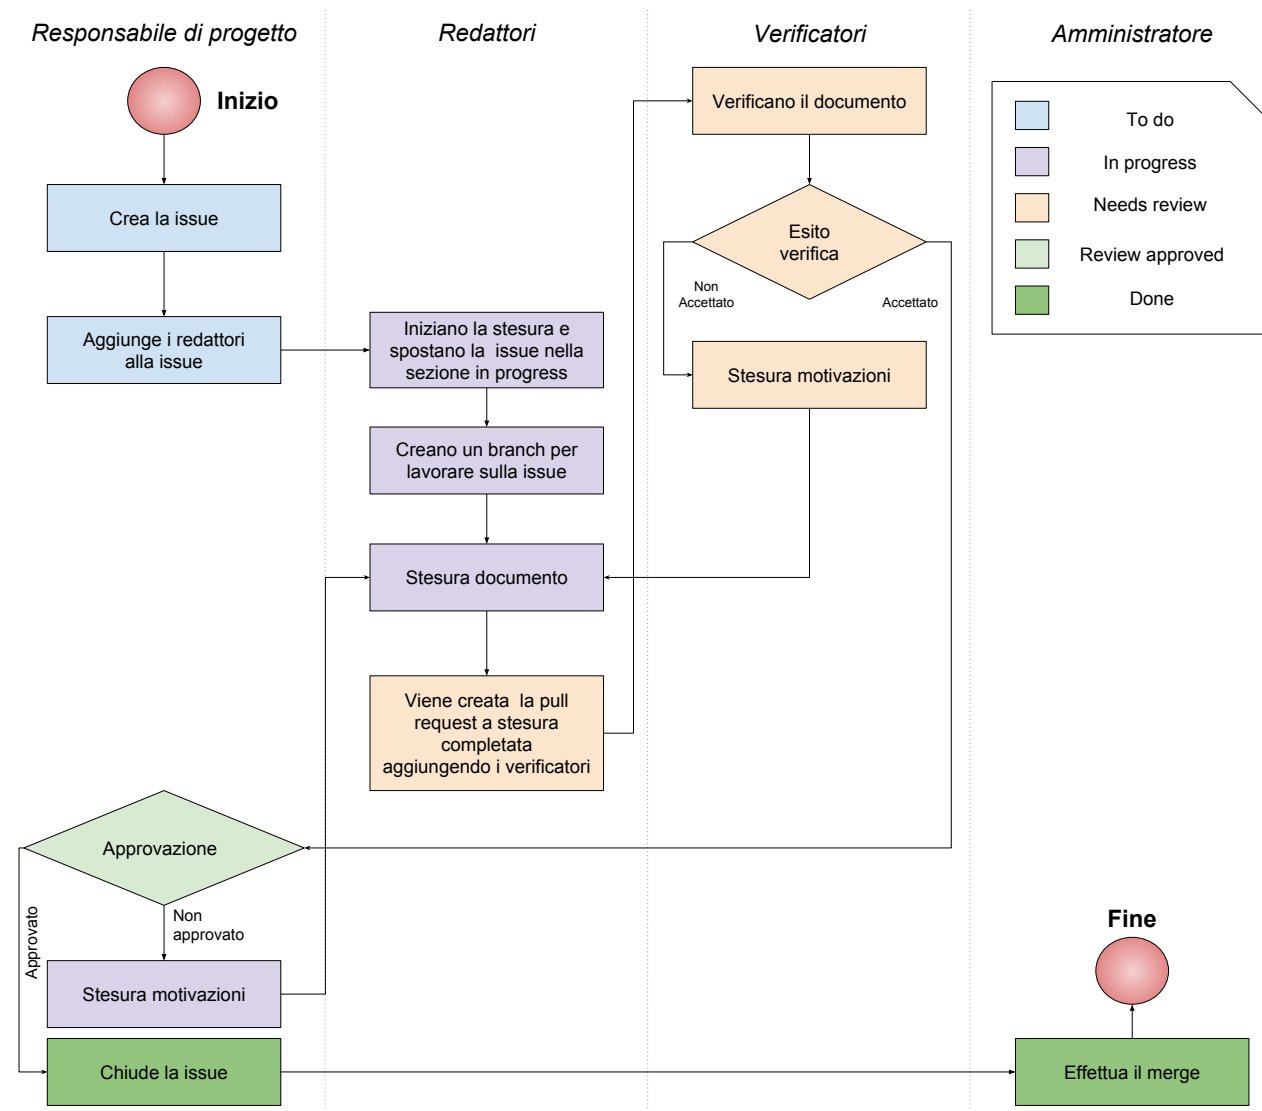 Responsabile di progetto
Redattori
Verificatori
Amministratore
Inizio
Crea la issue
Aggiunge i redattori
alla issue
Iniziano la stesura e
spostano la issue nella
sezione in progress
Creano un branch per
lavorare sulla issue
Stesura documento
Viene creata la pull
request a stesura
completata
aggiungendo i verificatori
Verificano il documento
Esito
verifica
Non
Accettato
Accettato
Stesura motivazioni
To do
In progress
Needs review
Review approved
Done
Approvazione
Approvato
Non
approvato
Stesura motivazioni
Chiude la issue
Fine
Effettua il merge